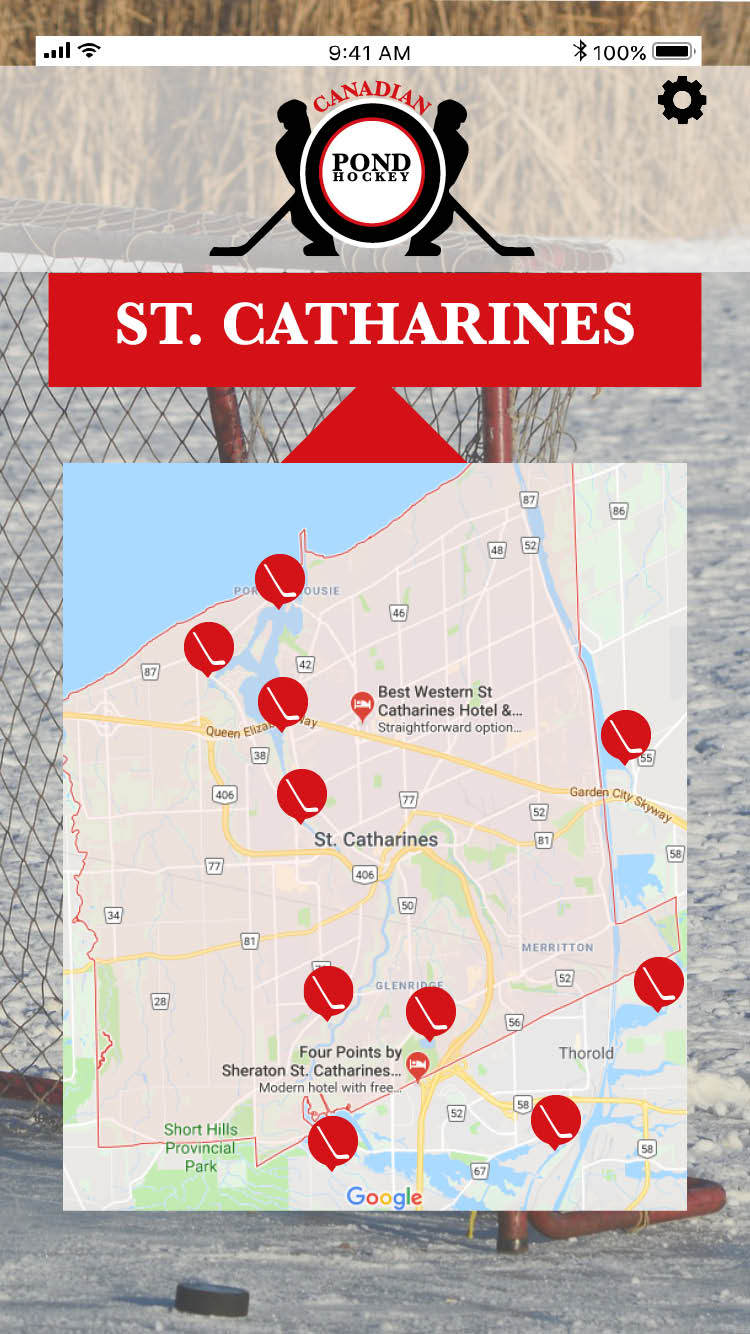 9:41 AM
100%
CANADIAN
POND
HOCKEY
ST. CATHARINES
87
86
48
52
46
42
87
Best Western St
Catharines Hotel &...
Straightforward option...
38
55
406
Garden City Skyway
77
52
81
St. Catharines
77
406
58
50
34
81
MERRITTON
52
GLENRIDGE
28
56
Four Points by
Sheraton St. Catharines...
Modern hotel with free...
Thorold
58
52
Short Hills
Provincial
Park
58
67
Google